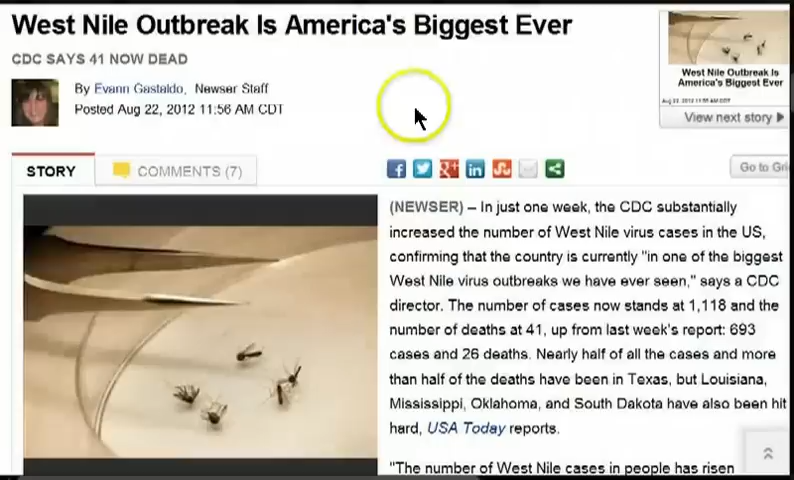 West Nile Outbreak Is America's Biggest Ever
CDC SAYS 41 NOW DEAD
By Evann Gastaldo, Newser Staff
Posted Aug 22, 2012 11:56 AM CDT
West Nile Outbreak Is
America's Biggest Ever
Aug 22, 2012 11:56 AM CDT
View next story
STORY
COMMENTS (7)
Go to Gri
(NEWSER) – In just one week, the CDC substantially
increased the number of West Nile virus cases in the US,
confirming that the country is currently "in one of the biggest
West Nile virus outbreaks we have ever seen," says a CDC
director. The number of cases now stands at 1,118 and the
number of deaths at 41, up from last week's report: 693
cases and 26 deaths. Nearly half of all the cases and more
than half of the deaths have been in Texas, but Louisiana,
Mississippi, Oklahoma, and South Dakota have also been hit
hard, USA Today reports.
"The number of West Nile cases in people has risen